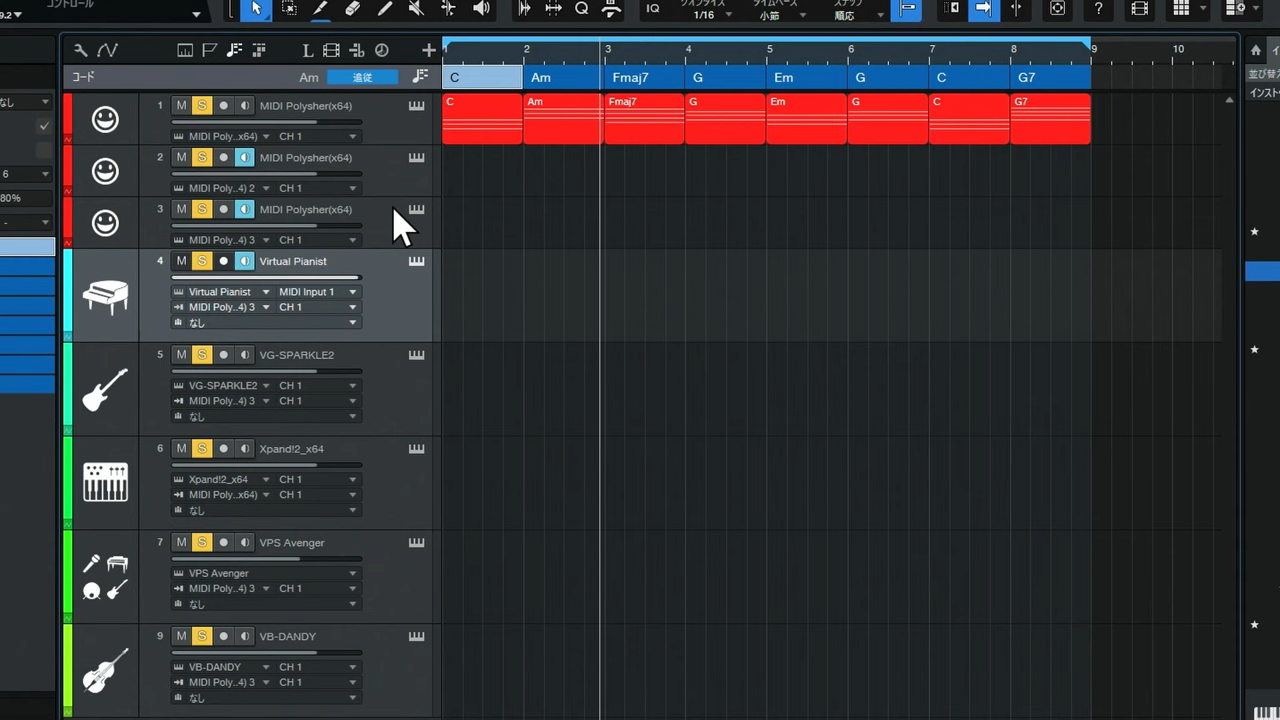 コントロール
9.2
IQ
1/16
小節
順応
?
L
1 2 3 4 5 6 7 8 9 10
コード Am 追従
C Am Fmaj7 G Em G C G7
なし
6
80%
-
1 M S MIDI Polysher(x64)
MIDI Poly...x64) CH 1
C Am Fmaj7 G Em G C G7
2 M S MIDI Polysher(x64)
MIDI Poly..4) 2 CH 1
3 M S MIDI Polysher(x64)
MIDI Poly..4) 3 CH 1
4 M S Virtual Pianist
Virtual Pianist MIDI Input 1
MIDI Poly..4) 3 CH 1
なし
5 M S VG-SPARKLE2
VG-SPARKLE2 CH 1
MIDI Poly..4) 3 CH 1
なし
6 M S Xpand!2_x64
Xpand!2_x64 CH 1
MIDI Poly...x64) CH 1
なし
7 M S VPS Avenger
VPS Avenger
MIDI Poly..4) 3 CH 1
なし
9 M S VB-DANDY
VB-DANDY CH 1
MIDI Poly..4) 3 CH 1
なし
並び替え
インスト